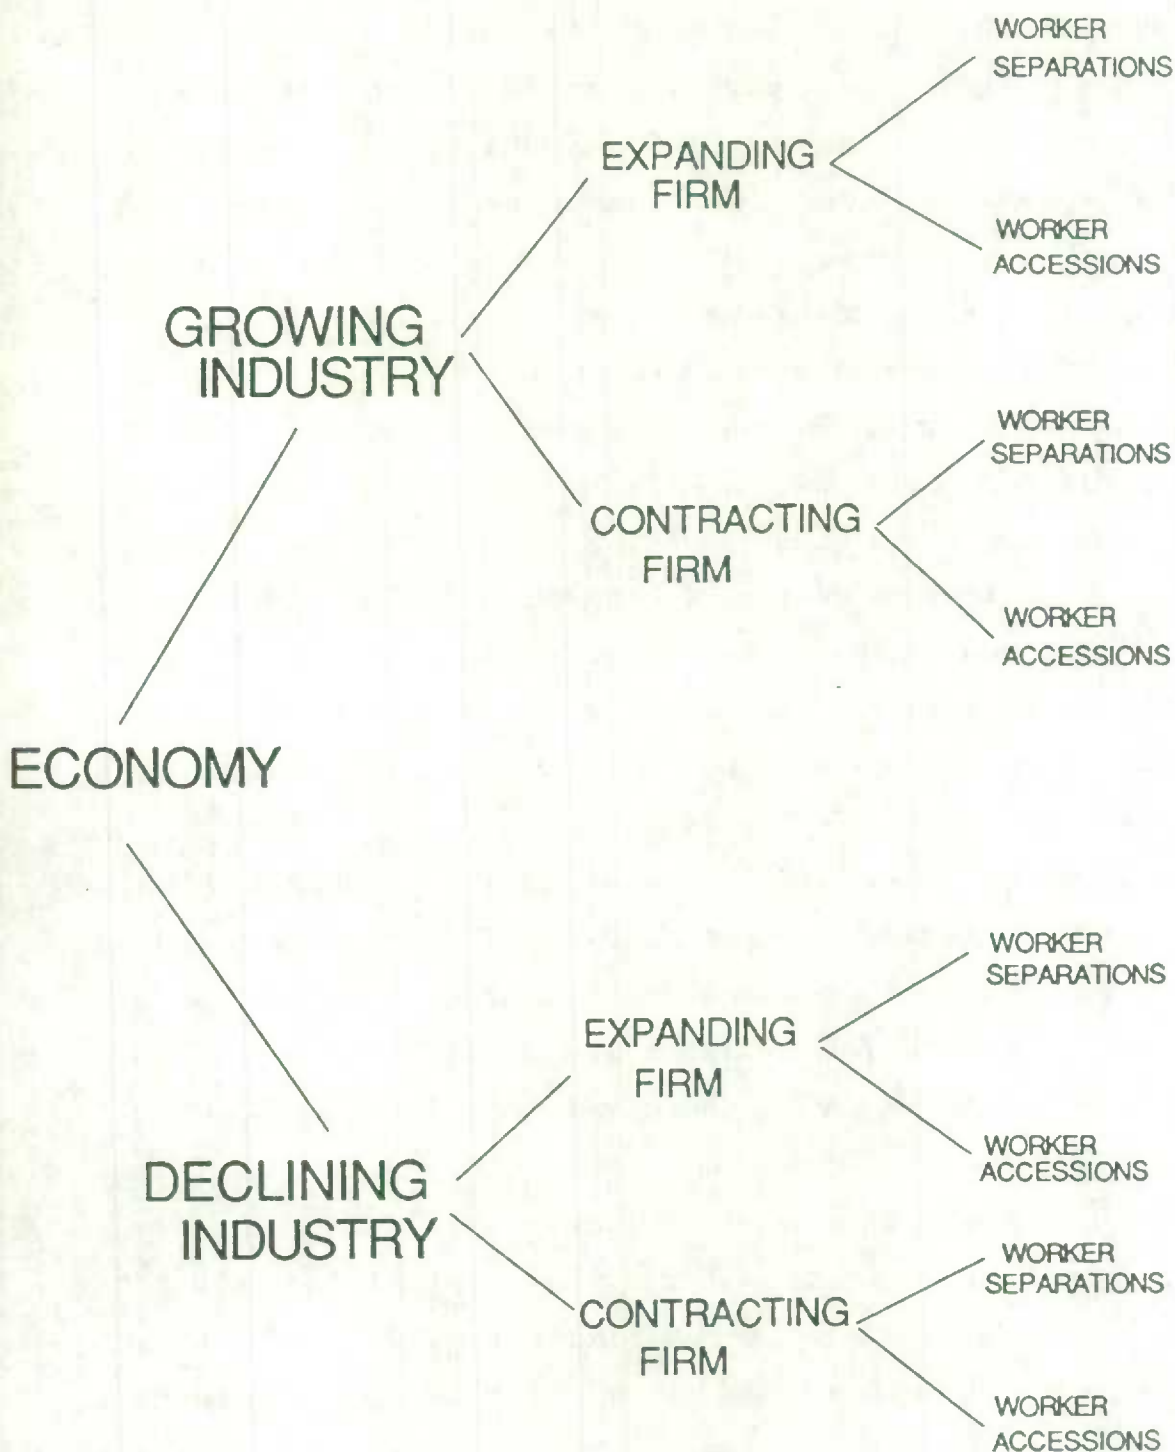 WORKER
SEPARATIONS
EXPANDING
FIRM
WORKER
ACCESSIONS
GROWING
INDUSTRY
WORKER
SEPARATIONS
CONTRACTING
FIRM
WORKER
ACCESSIONS
ECONOMY
WORKER
SEPARATIONS
EXPANDING
FIRM
WORKER
ACCESSIONS
DECLINING
INDUSTRY
WORKER
SEPARATIONS
CONTRACTING
FIRM
WORKER
ACCESSIONS